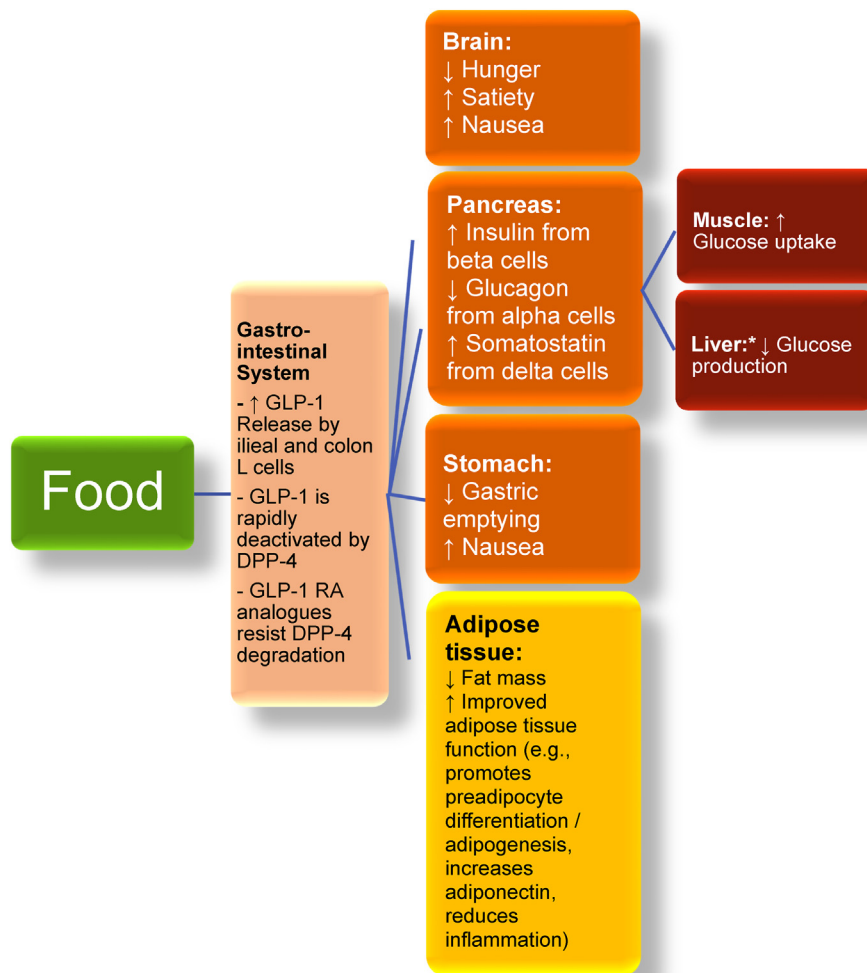 Food
Gastro-
intestinal
System
- ↑ GLP-1
Release by
ilieal and colon
L cells
- GLP-1 is
rapidly
deactivated by
DPP-4
- GLP-1 RA
analogues
resist DPP-4
degradation
Brain:
↓ Hunger
↑ Satiety
↑ Nausea
Pancreas:
↑ Insulin from
beta cells
↓ Glucagon
from alpha cells
↑ Somatostatin
from delta cells
Muscle: ↑
Glucose uptake
Liver:* ↓ Glucose
production
Stomach:
↓ Gastric
emptying
↑ Nausea
Adipose
tissue:
↓ Fat mass
↑ Improved
adipose tissue
function (e.g.,
promotes
preadipocyte
differentiation /
adipogenesis,
increases
adiponectin,
reduces
inflammation)